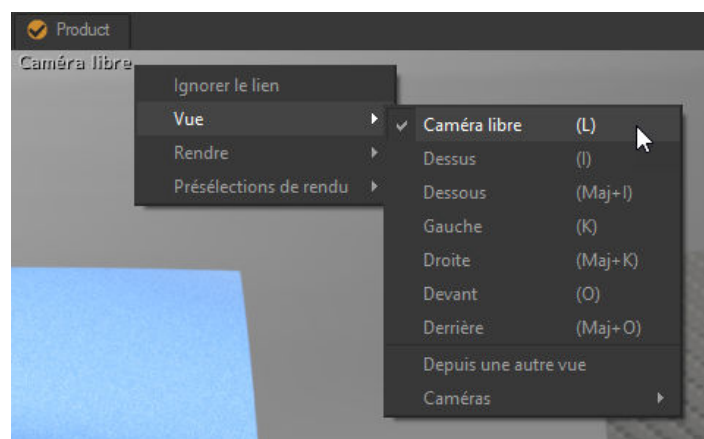 Product
Caméra libre
Ignorer le lien
Vue
Rendre
Présélections de rendu
Caméra libre (L)
Dessus (I)
Dessous (Maj+I)
Gauche (K)
Droite (Maj+K)
Devant (O)
Derrière (Maj+O)
Depuis une autre vue
Caméras